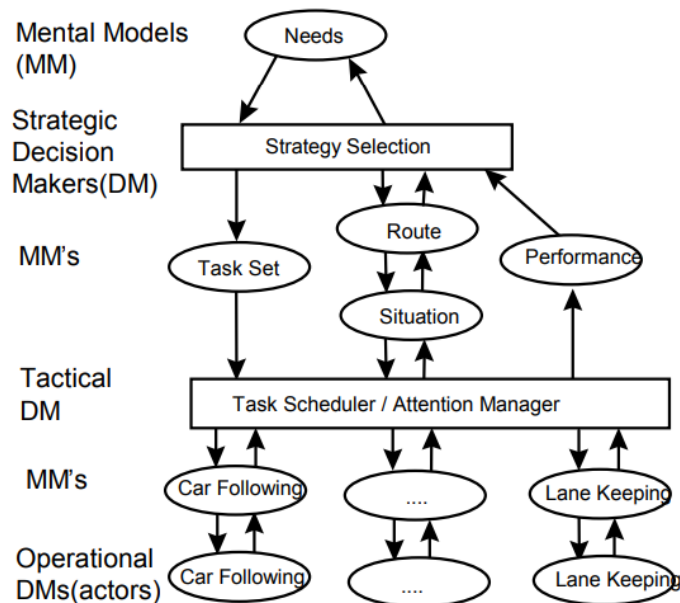 Mental Models
(MM)
Needs
Strategic
Decision
Makers(DM)
Strategy Selection
MM's
Task Set
Route
Performance
Situation
Tactical
DM
Task Scheduler / Attention Manager
MM's
Car Following
....
Lane Keeping
Operational
DMs(actors)
Car Following
....
Lane Keeping